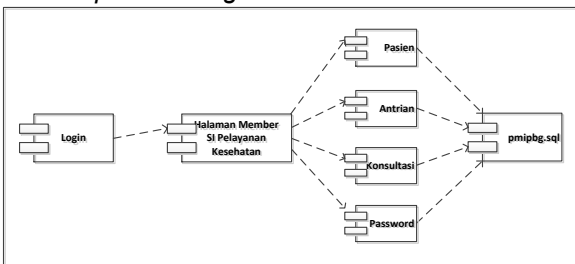 Login
Halaman Member
SI Pelayanan
Kesehatan
Pasien
Antrian
Konsultasi
Password
pmipbg.sql